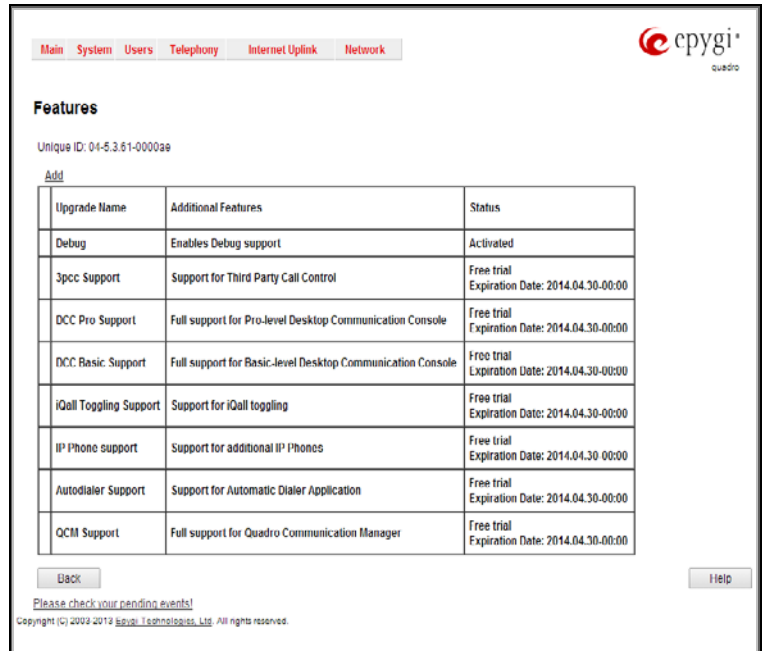 Main System Users Telephony Internet Uplink Network
epygi
quadro
Features
Unique ID: 04-5.3.61-0000ae
Add
Upgrade Name Additional Features Status
Debug Enables Debug support Activated
3pcc Support Support for Third Party Call Control Free trial
Expiration Date: 2014.04.30-00:00
DCC Pro Support Full support for Pro-level Desktop Communication Console Free trial
Expiration Date: 2014.04.30-00:00
DCC Basic Support Full support for Basic-level Desktop Communication Console Free trial
Expiration Date: 2014.04.30-00:00
iQall Toggling Support Support for iQall toggling Free trial
Expiration Date: 2014.04.30-00:00
IP Phone support Support for additional IP Phones Free trial
Expiration Date: 2014.04.30-00:00
Autodialer Support Support for Automatic Dialer Application Free trial
Expiration Date: 2014.04.30-00:00
QCM Support Full support for Quadro Communication Manager Free trial
Expiration Date: 2014.04.30-00:00
Back Help
Please check your pending events!
Copyright (C) 2003-2013 Epygi Technologies, Ltd. All rights reserved.